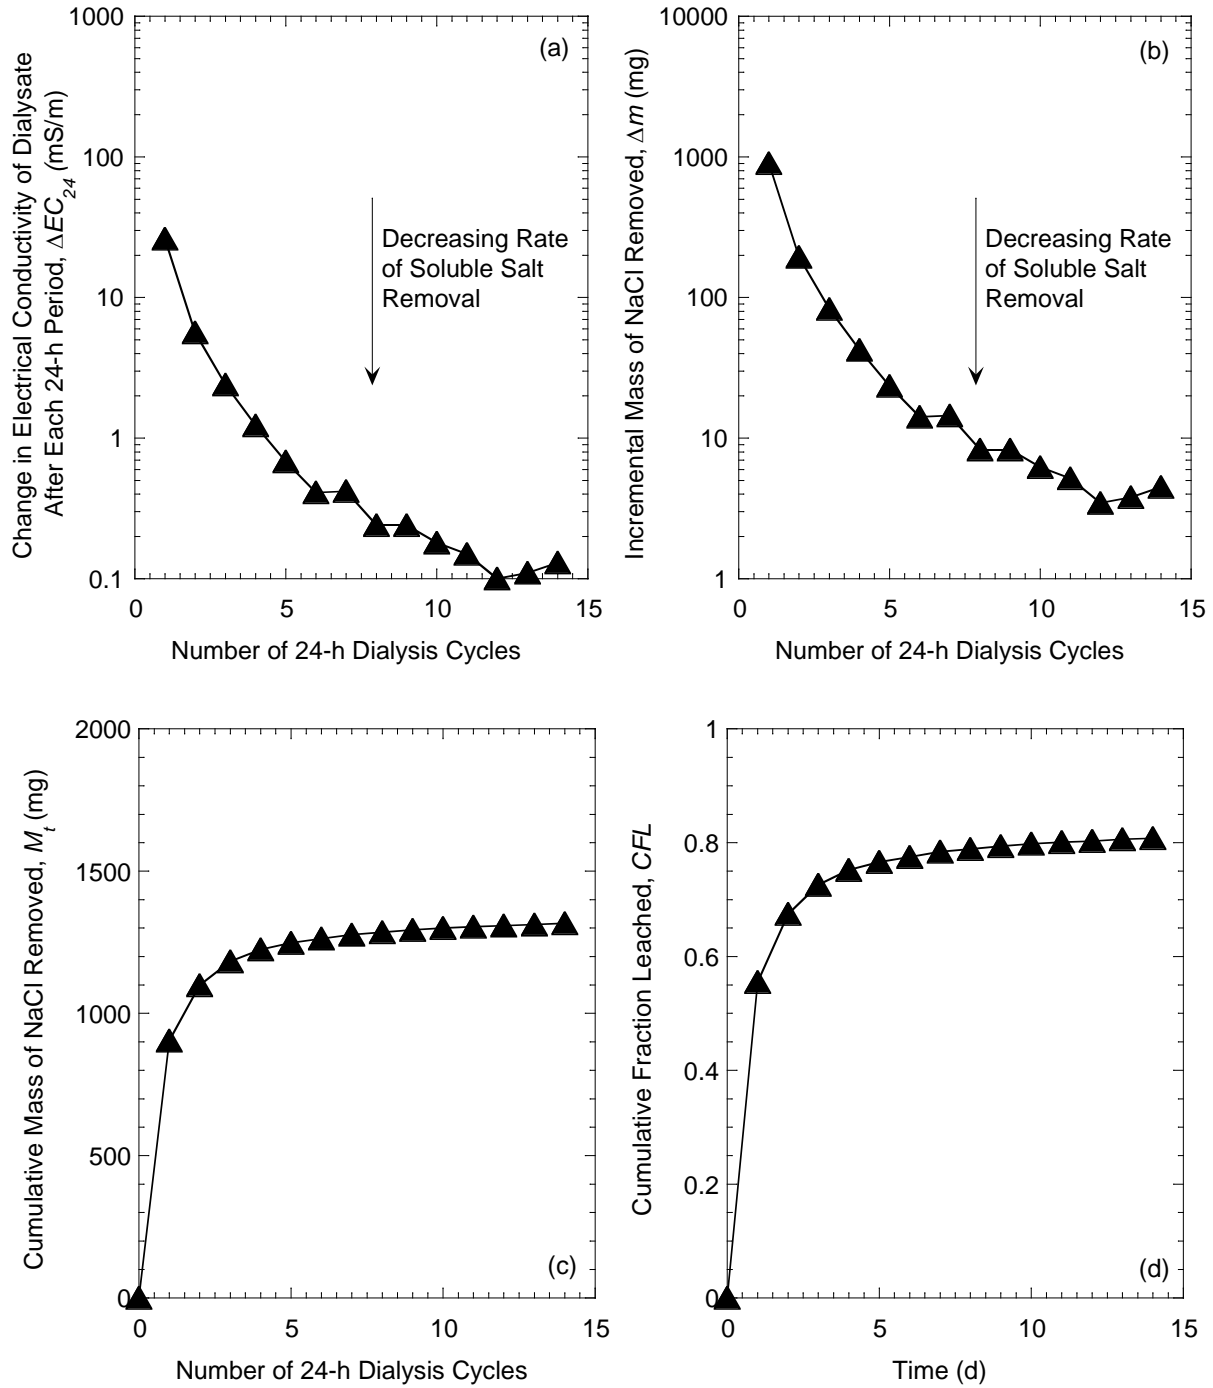 Change in Electrical Conductivity of Dialysate
After Each 24-h Period, ΔEC24 (mS/m)
1000
100
10
1
0.1
(a)
Decreasing Rate
of Soluble Salt
Removal
0 5 10 15
Number of 24-h Dialysis Cycles
Incremental Mass of NaCl Removed, Δm (mg)
10000
1000
100
10
1
(b)
Decreasing Rate
of Soluble Salt
Removal
0 5 10 15
Number of 24-h Dialysis Cycles
Cumulative Mass of NaCl Removed, Mt (mg)
2000
1500
1000
500
0
(c)
0 5 10 15
Number of 24-h Dialysis Cycles
Cumulative Fraction Leached, CFL
1
0.8
0.6
0.4
0.2
0
(d)
0 5 10 15
Time (d)